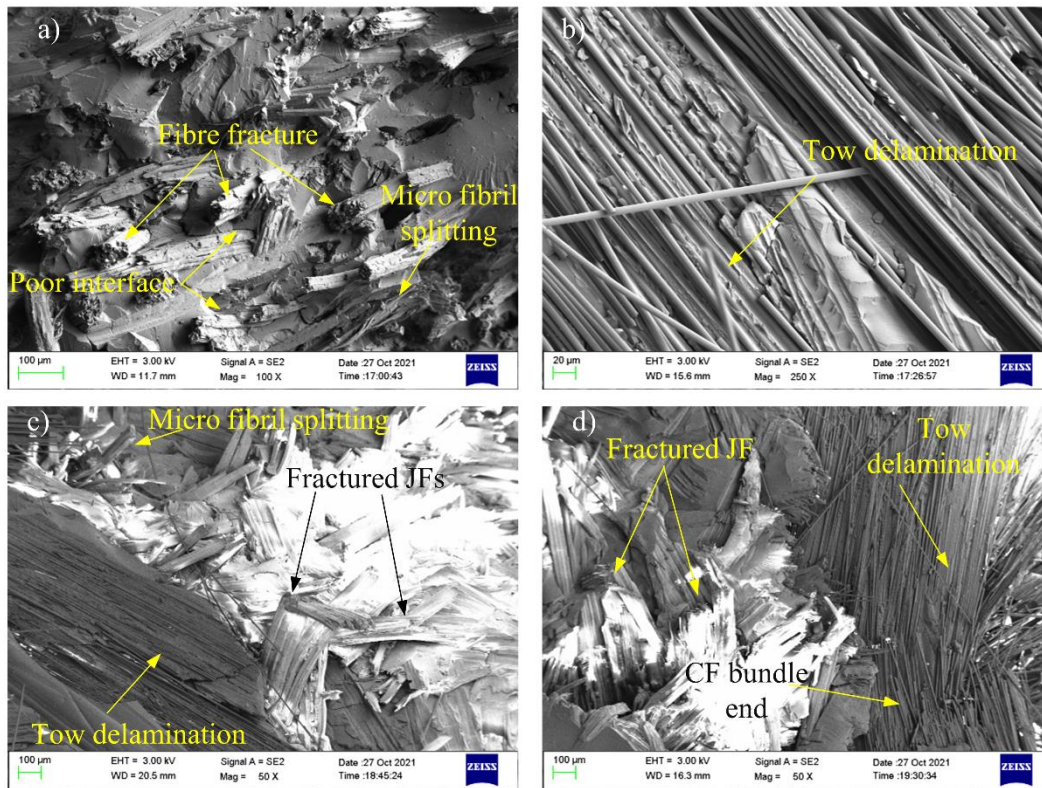 a)
Fibre fracture
Micro fibril
splitting
Poor interface
100 µm
EHT = 3.00 kV
Signal A = SE2
Date :27 Oct 2021
WD = 11.7 mm
Mag = 100 X
Time :17:00:43
ZEISS
b)
Tow delamination
20 µm
EHT = 3.00 kV
Signal A = SE2
Date :27 Oct 2021
WD = 15.6 mm
Mag = 250 X
Time :17:26:57
ZEISS
c)
Micro fibril splitting
Fractured JFs
Tow delamination
100 µm
EHT = 3.00 kV
Signal A = SE2
Date :27 Oct 2021
WD = 20.5 mm
Mag = 50 X
Time :18:45:24
ZEISS
d)
Tow
delamination
Fractured JF
CF bundle
end
100 µm
EHT = 3.00 kV
Signal A = SE2
Date :27 Oct 2021
WD = 16.3 mm
Mag = 50 X
Time :19:30:34
ZEISS